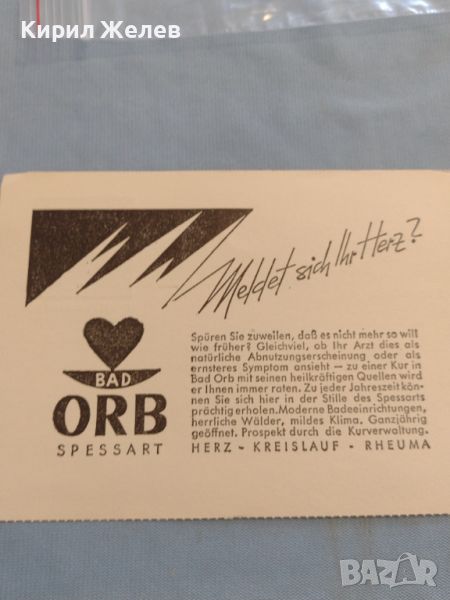 Кирил Желев
Meldet sich Ihr Herz?
BAD
ORB
SPESSART
Spüren Sie zuweilen, daß es nicht mehr so will
wie früher? Gleichviel, ob Ihr Arzt dies als
natürliche Abnutzungserscheinung oder als
ernsteres Symptom ansieht – zu einer Kur in
Bad Orb mit seinen heilkräftigen Quellen wird
er Ihnen immer raten. Zu jeder Jahreszeit kön-
nen Sie sich hier in der Stille des Spessarts
prächtig erholen. Moderne Badeeinrichtungen,
herrliche Wälder, mildes Klima. Ganzjährig
geöffnet. Prospekt durch die Kurverwaltung.
HERZ - KREISLAUF - RHEUMA
BAZAR